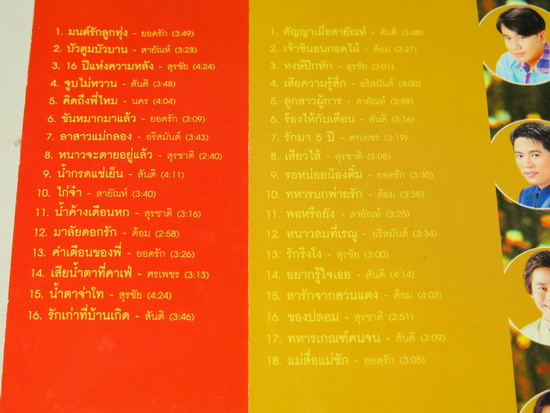 1. มนต์รักลูกทุ่ง - ยอดรัก (3:49)
2. บัวตูมบัวบาน - สายัณห์ (3:28)
3. 16 ปีแห่งความหลัง - สุรชัย (4:24)
4. จูบไม่หวาน - สันติ (3:48)
5. คิดถึงพี่ไหม - นคร (4:04)
6. ขันหมากมาแล้ว - ยอดรัก (3:09)
7. ลาสาวแม่กลอง - อริสมันต์ (3:43)
8. หนาวจะตายอยู่แล้ว - สุรชาติ (2:40)
9. น้ำกรดแช่เย็น - สันติ (4:11)
10. ไก่จ๋า - สายัณห์ (3:40)
11. น้ำค้างเดือนหก - สุรชาติ (3:16)
12. มาลัยดอกรัก - ด้อม (2:58)
13. คำเตือนของพี่ - ยอดรัก (3:26)
14. เสียน้ำตาที่คาเฟ่ - ศรเพชร (3:13)
15. น้ำตาจ่าโท - สุรชัย (4:24)
16. รักเก่าที่บ้านเกิด - สันติ (3:46)
1. สัญญาเมื่อสายัณห์ - สันติ (3:48)
2. เจ้าชินอนกอดไม้ - ด้อม (2:27)
3. หงษ์ปีกหัก - สุรชัย (3:31)
4. เสียความรู้สึก - อริสมันต์ (4:00)
5. ลูกสาวผู้การ - สายัณห์ (3:58)
6. ร้องไห้กับเดือน - สันติ (3:16)
7. รักมา 5 ปี - ศรเพชร (3:19)
8. เสียวไส้ - สุรชาติ (3:05)
9. รอหน่อยน้องติ๋ม - ยอดรัก (3:30)
10. ทหารบกพ่ายรัก - ด้อม (3:38)
11. พอหรือยัง - สายัณห์ (3:25)
12. หนาวลมที่เรณู - อริสมันต์ (3:34)
13. รักริงโง - สุรชัย (3:00)
14. อยากรู้ใจเธอ - สันติ (4:14)
15. ลารักจากสวนแตง - ด้อม (4:03)
16. ของปลอม - สุรชาติ (2:51)
17. ทหารเกณฑ์คนจน - สันติ (3:09)
18. แม่สื่อแม่ชัก - ยอดรัก (3:05)